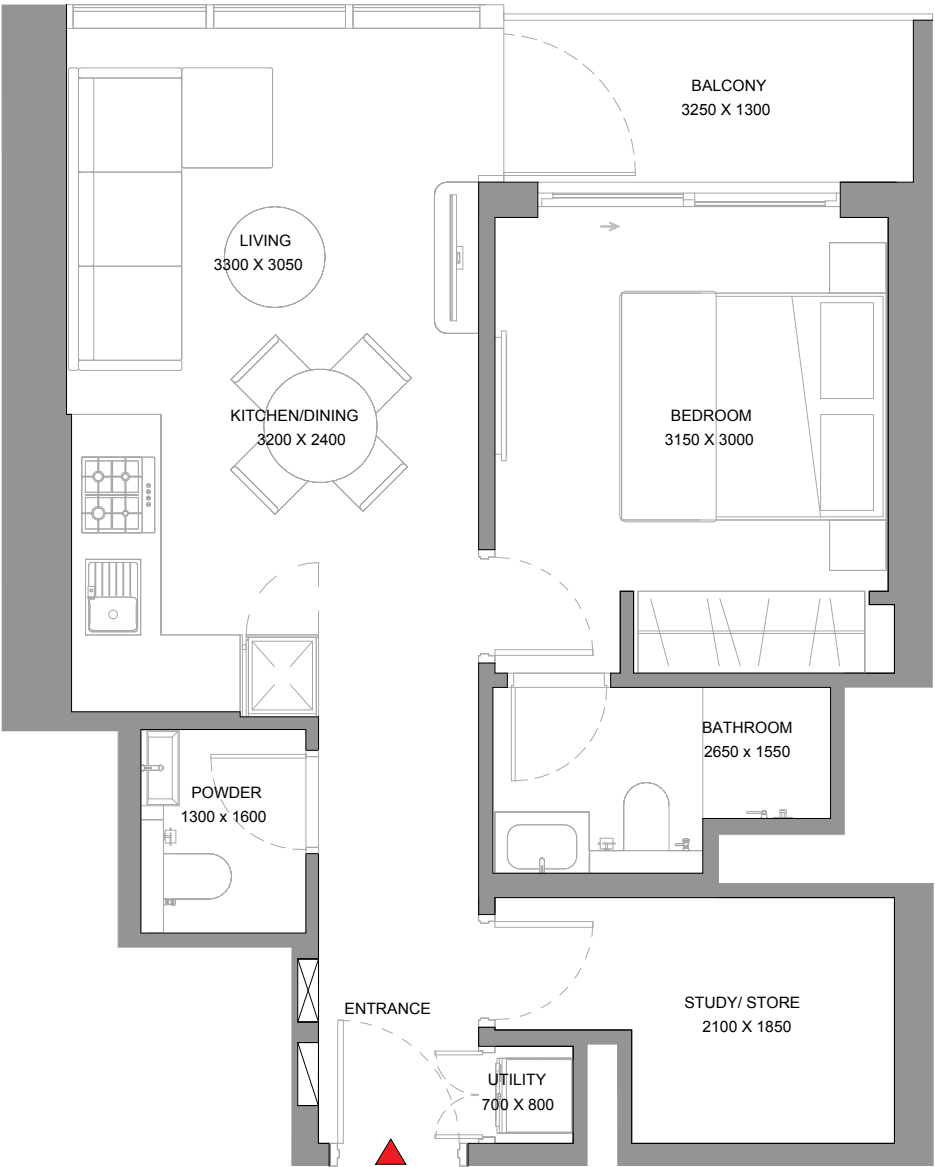 BALCONY
3250 X 1300
LIVING
3300 X 3050
KITCHEN/DINING
3200 X 2400
BEDROOM
3150 X 3000
BATHROOM
2650 x 1550
POWDER
1300 x 1600
ENTRANCE
STUDY/ STORE
2100 X 1850
UTILITY
700 X 800